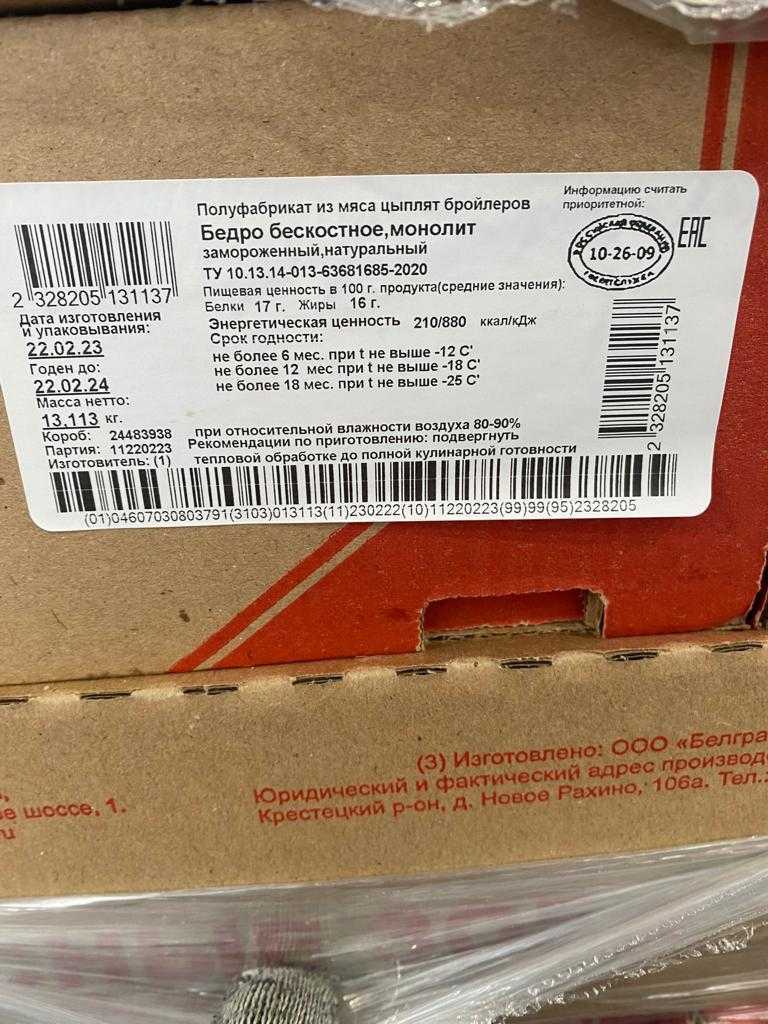 Информацию считать
приоритетной:
Полуфабрикат из мяса цыплят бройлеров
Бедро бескостное,монолит
замороженный,натуральный
ТУ 10.13.14-013-63681685-2020
10-26-09
EAC
Пищевая ценность в 100 г. продукта(средние значения):
Белки 17 г. Жиры 16 г.
Энергетическая ценность 210/880 ккал/кДж
Срок годности:
не более 6 мес. при t не выше -12 С'
не более 12 мес при t не выше -18 С'
не более 18 мес. при t не выше -25 С'
2 328205 131137
Дата изготовления
и упаковывания:
22.02.23
Годен до:
22.02.24
Масса нетто:
13,113 кг.
Короб: 24483938
Партия: 11220223
Изготовитель: (1)
при относительной влажности воздуха 80-90%
Рекомендации по приготовлению: подвергнуть
тепловой обработке до полной кулинарной готовности
2 328205 131137
(01)04607030803791(3103)013113(11)230222(10)11220223(99)99(95)2328205
(3) Изготовлено: ООО «Белгра
Юридический и фактический адрес производ
Крестецкий р-он, д. Новое Рахино, 106а. Тел.:
е шоссе, 1.
ru